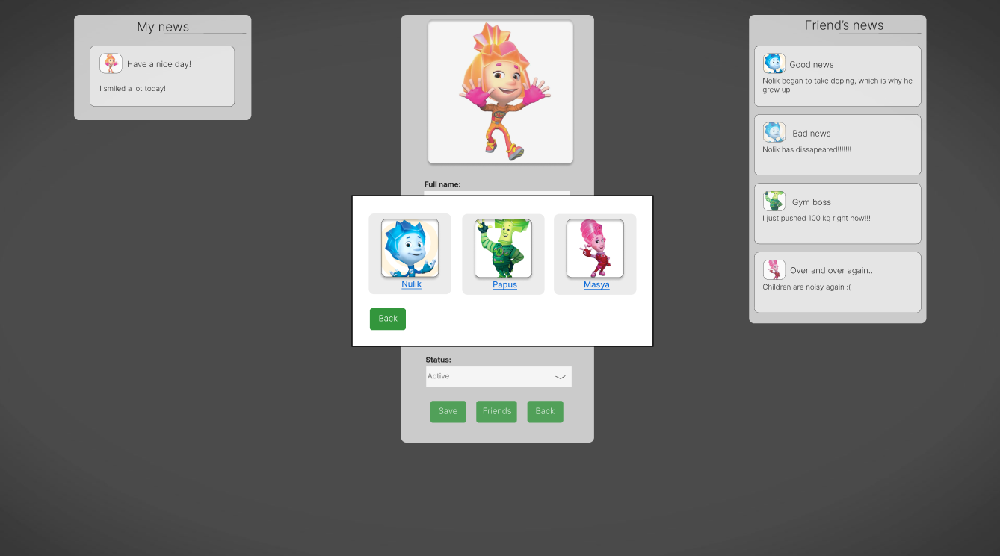 My news
Have a nice day!
I smiled a lot today!
Full name:
Nulik
Papus
Masya
Back
Status:
Active
Save
Friends
Back
Friend's news
Good news
Nolik began to take doping, which is why he
grew up
Bad news
Nolik has dissapeared!!!!!!!
Gym boss
I just pushed 100 kg right now!!!
Over and over again..
Children are noisy again :(